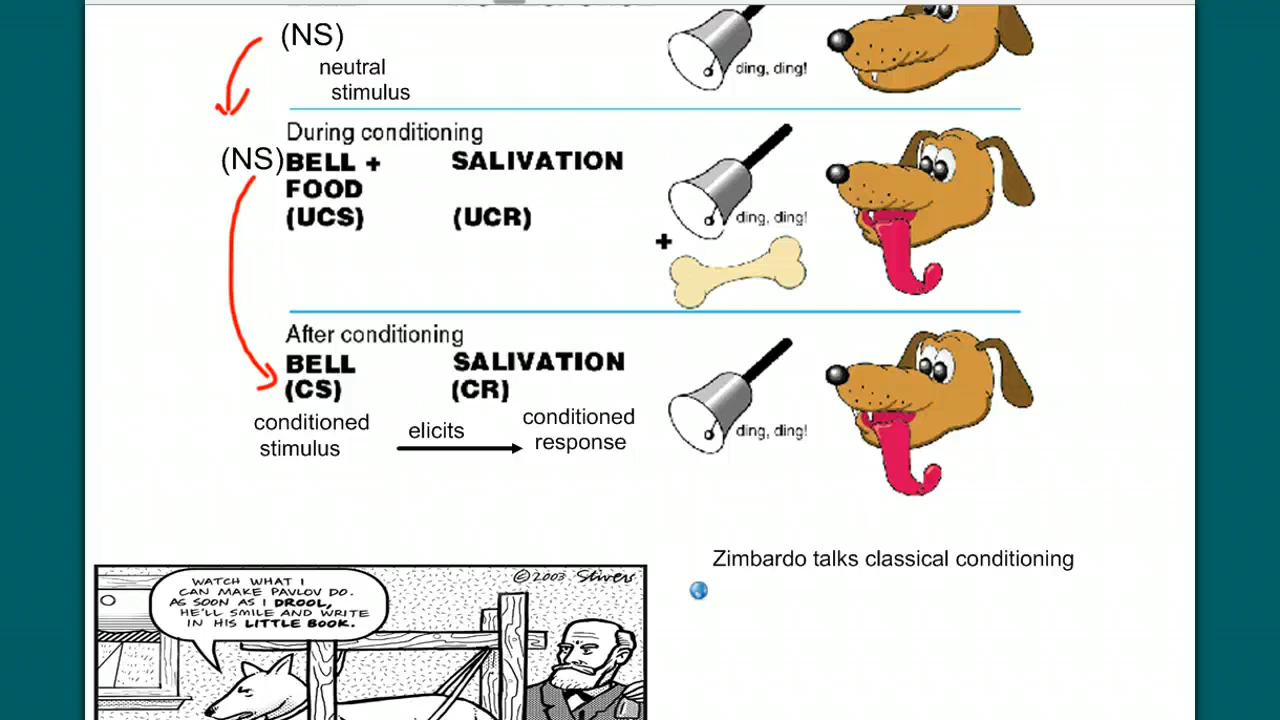 (NS)
neutral
stimulus
ding, ding!
During conditioning
(NS) BELL + SALIVATION
FOOD
(UCS) (UCR)
ding, ding!
+
After conditioning
BELL SALIVATION
(CS) (CR)
conditioned elicits conditioned
stimulus response
ding, ding!
Zimbardo talks classical conditioning
©2003 Stivers
WATCH WHAT I
CAN MAKE PAVLOV DO.
AS SOON AS I DROOL,
HE'LL SMILE AND WRITE
IN HIS LITTLE BOOK.